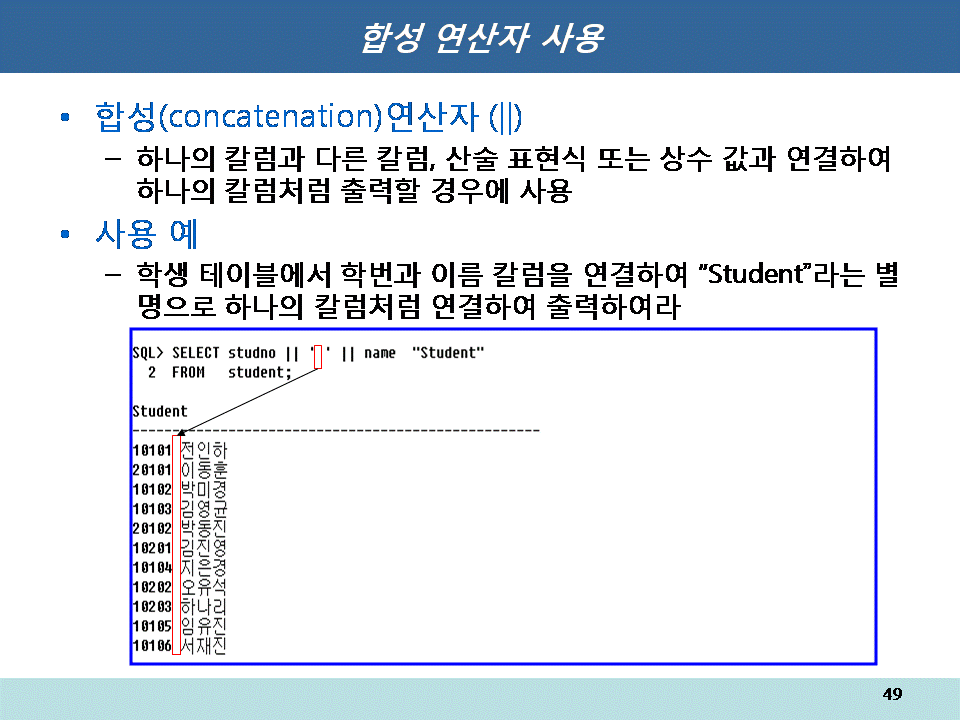 합성 연산자 사용
• 합성(concatenation)연산자 (||)
– 하나의 칼럼과 다른 칼럼, 산술 표현식 또는 상수 값과 연결하여
하나의 칼럼처럼 출력할 경우에 사용
• 사용 예
– 학생 테이블에서 학번과 이름 칼럼을 연결하여 “Student”라는 별
명으로 하나의 칼럼처럼 연결하여 출력하여라
SQL> SELECT studno || ' ' || name "Student"
2 FROM student;
Student
---------------------------------------------------
10101 전인하
20101 이동훈
10102 박미경
10103 김영균
20102 박동진
10201 김진영
10104 지은경
10202 오유석
10203 하나리
10105 임유진
10106 서재진
49